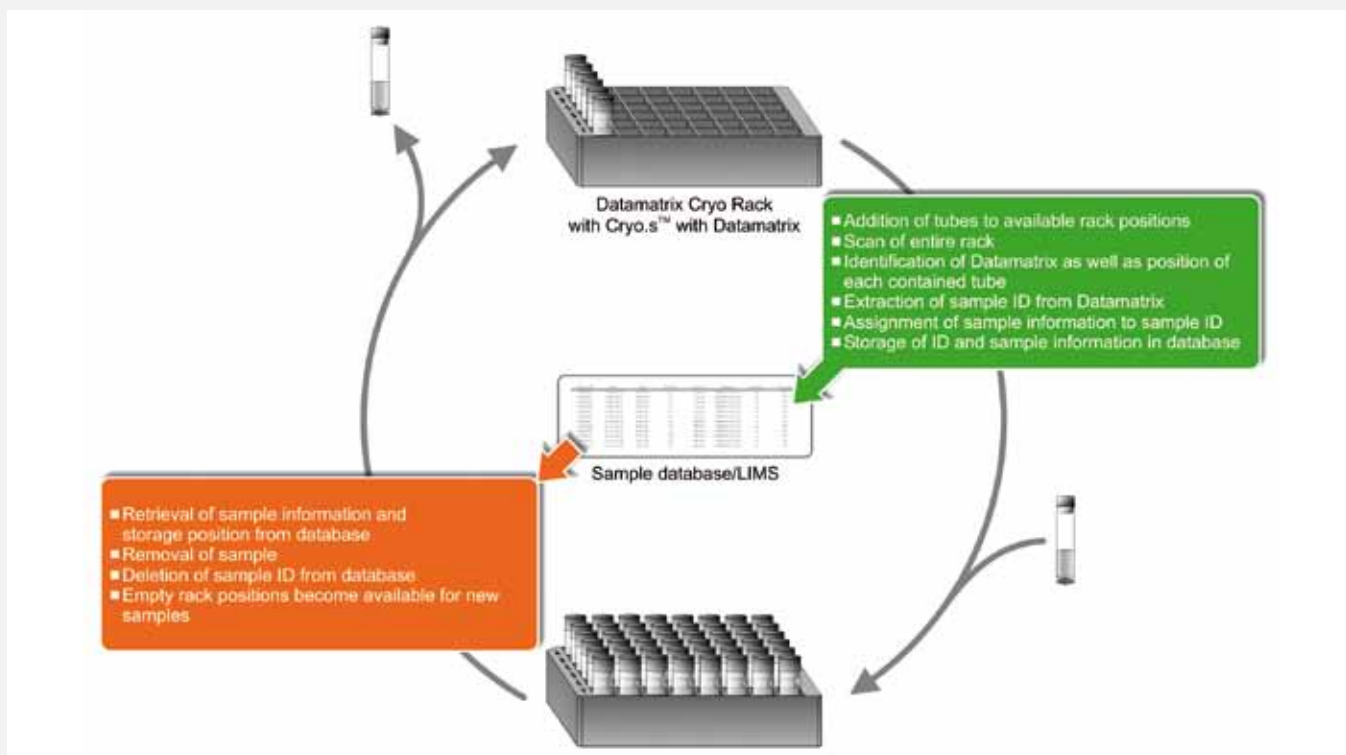 Datamatrix Cryo Rack
with Cryo.s™ with Datamatrix
■Addition of tubes to available rack positions
■Scan of entire rack
■Identification of Datamatrix as well as position of
each contained tube
■Extraction of sample ID from Datamatrix
■Assignment of sample information to sample ID
■Storage of ID and sample information in database
Sample database/LIMS
■Retrieval of sample information and
storage position from database
■Removal of sample
■Deletion of sample ID from database
■Empty rack positions become available for new
samples